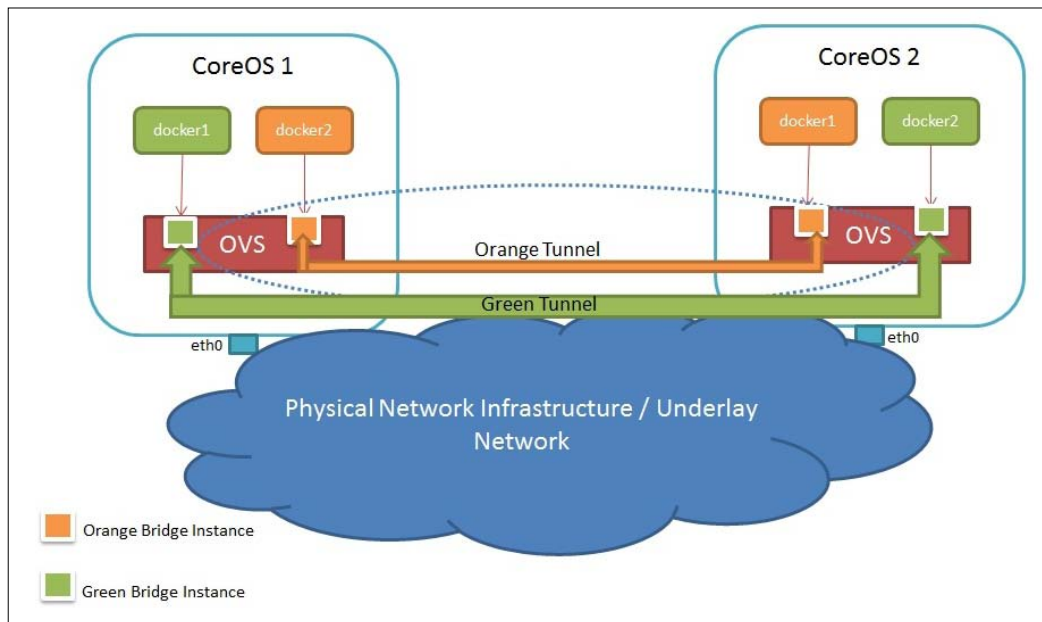 CoreOS 1
CoreOS 2
docker1
docker2
docker1
docker2
OVS
OVS
Orange Tunnel
Green Tunnel
eth0
eth0
Physical Network Infrastructure / Underlay
Network
Orange Bridge Instance
Green Bridge Instance